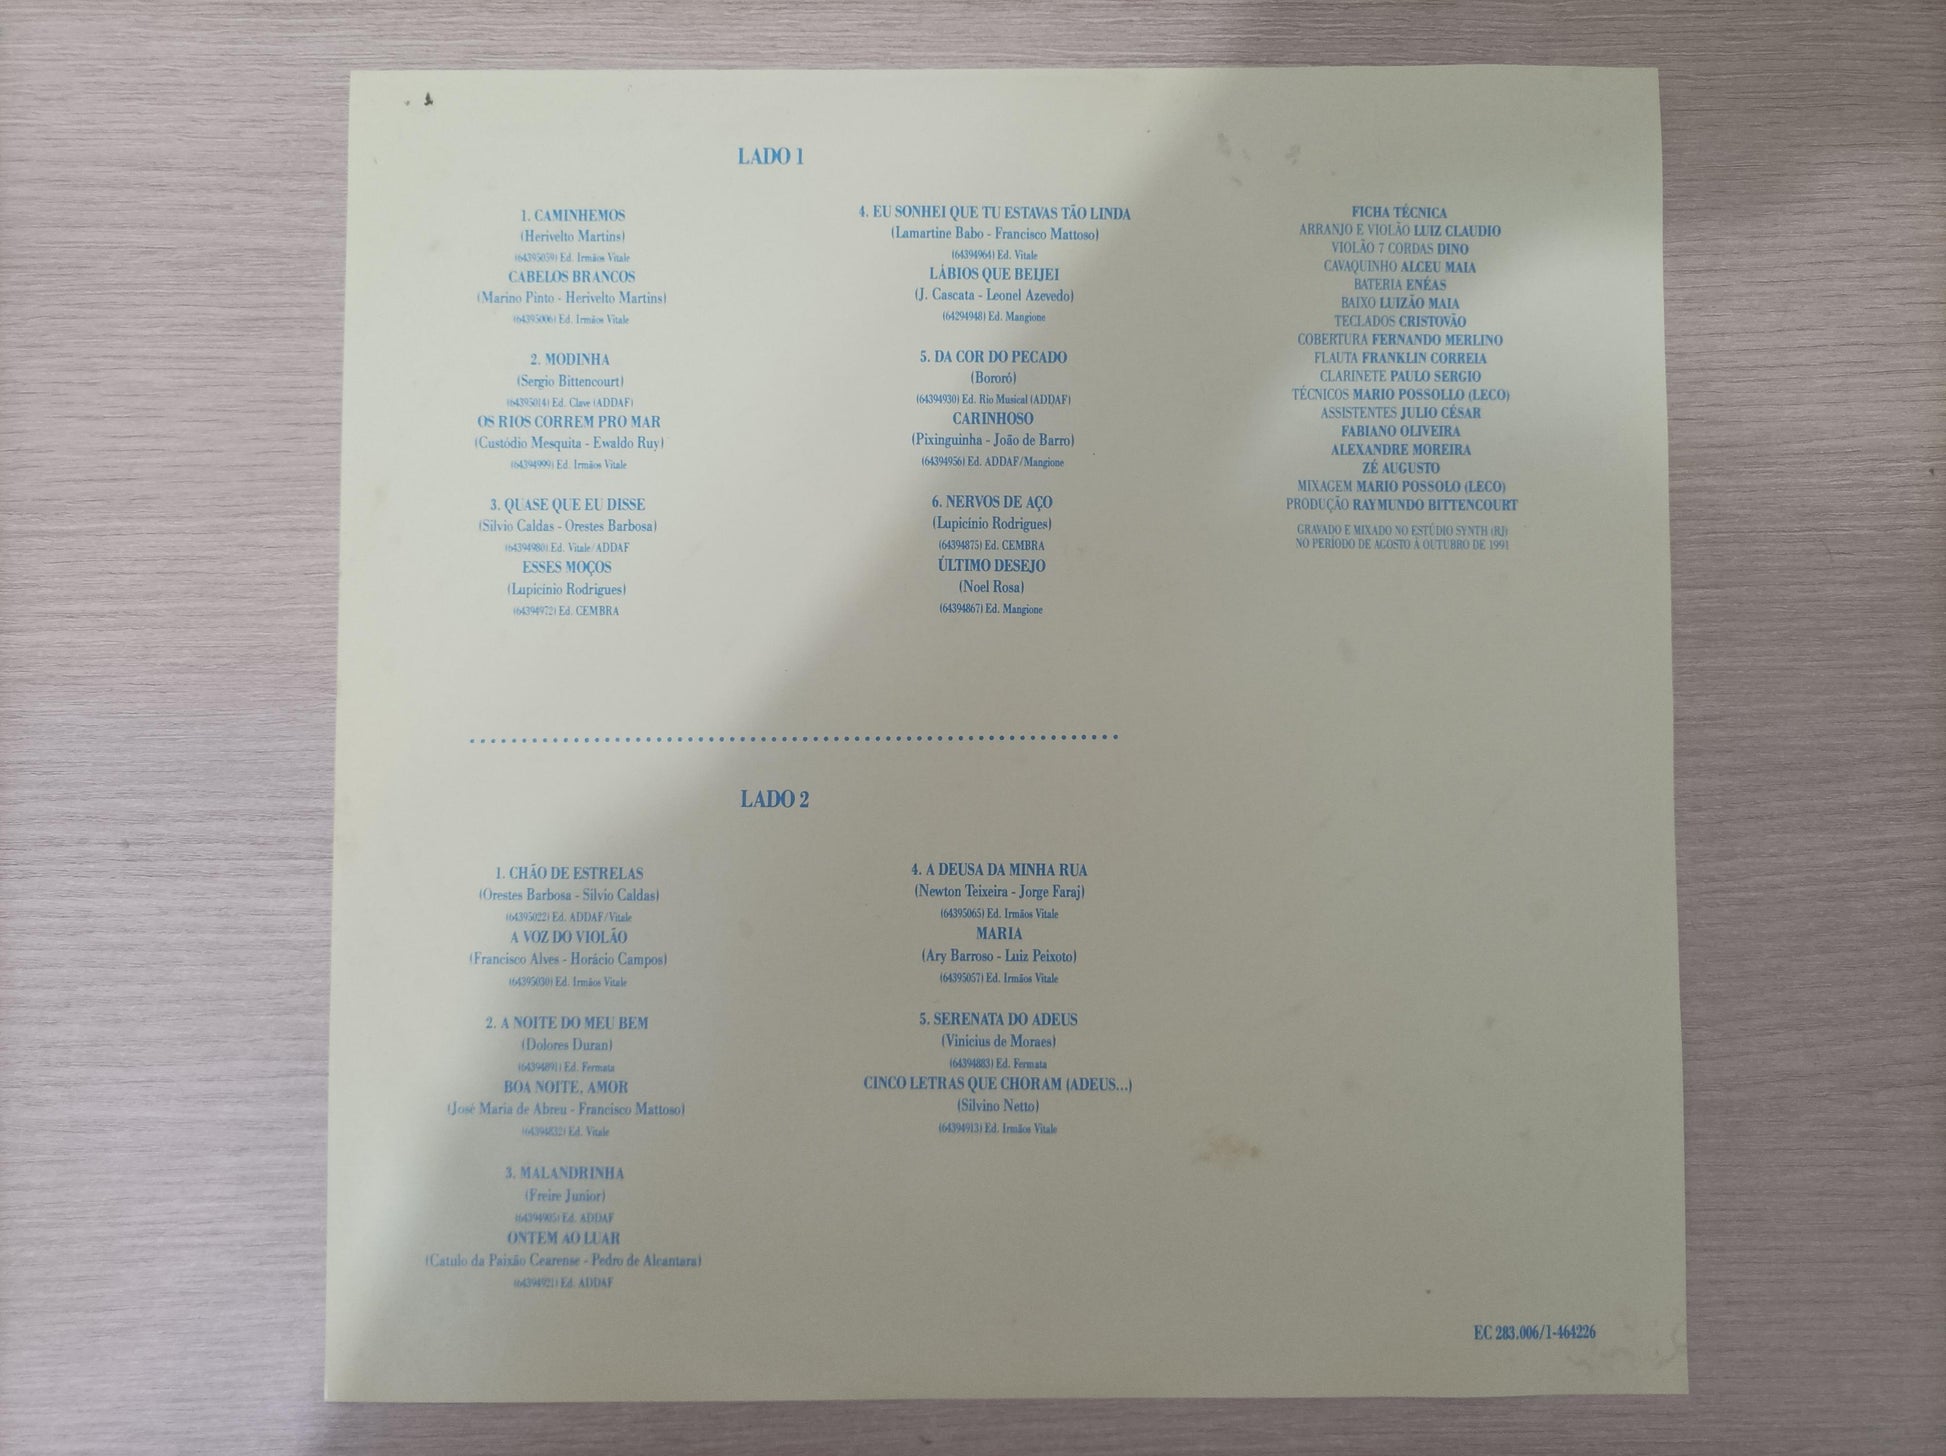 LADO 1
1. CAMINHEMOS
(Herivelto Martins)
(64395059) Ed. Irmãos Vitale
CABELOS BRANCOS
(Marino Pinto - Herivelto Martins)
(64395006) Ed. Irmãos Vitale
2. MODINHA
(Sergio Bittencourt)
(64395014) Ed. Clave (ADDAF)
OS RIOS CORREM PRO MAR
(Custódio Mesquita - Ewaldo Ruy)
(64394999) Ed. Irmãos Vitale
3. QUASE QUE EU DISSE
(Silvio Caldas - Orestes Barbosa)
(64394980) Ed. Vitale/ADDAF
ESSES MOÇOS
(Lupicinio Rodrigues)
(64394972) Ed. CEMBRA
4. EU SONHEI QUE TU ESTAVAS TÃO LINDA
(Lamartine Babo - Francisco Mattoso)
(64394964) Ed. Vitale
LÁBIOS QUE BEIJEI
(J. Cascata - Leonel Azevedo)
(64294948) Ed. Mangione
5. DA COR DO PECADO
(Bororó)
(64394930) Ed. Rio Musical (ADDAF)
CARINHOSO
(Pixinguinha - João de Barro)
(64394956) Ed. ADDAF/Mangione
6. NERVOS DE AÇO
(Lupicínio Rodrigues)
(64394875) Ed. CEMBRA
ÚLTIMO DESEJO
(Noel Rosa)
(64394867) Ed. Mangione
FICHA TÉCNICA
ARRANJO E VIOLÃO LUIZ CLAUDIO
VIOLÃO 7 CORDAS DINO
CAVAQUINHO ALCEU MAIA
BATERIA ENÉAS
BAIXO LUIZÃO MAIA
TECLADOS CRISTOVÃO
COBERTURA FERNANDO MERLINO
FLAUTA FRANKLIN CORREIA
CLARINETE PAULO SERGIO
TÉCNICOS MARIO POSSOLLO (LECO)
ASSISTENTES JULIO CÉSAR
FABIANO OLIVEIRA
ALEXANDRE MOREIRA
ZÉ AUGUSTO
MIXAGEM MARIO POSSOLO (LECO)
PRODUÇÃO RAYMUNDO BITTENCOURT
GRAVADO E MIXADO NO ESTÚDIO SYNTH (RJ)
NO PERÍODO DE AGOSTO À OUTUBRO DE 1991
LADO 2
1. CHÃO DE ESTRELAS
(Orestes Barbosa - Silvio Caldas)
(64395022) Ed. ADDAF/Vitale
A VOZ DO VIOLÃO
(Francisco Alves - Horácio Campos)
(64395030) Ed. Irmãos Vitale
2. A NOITE DO MEU BEM
(Dolores Duran)
(64394891) Ed. Fermata
BOA NOITE, AMOR
(José Maria de Abreu - Francisco Mattoso)
(64394832) Ed. Vitale
3. MALANDRINHA
(Freire Junior)
(64394905) Ed. ADDAF
ONTEM AO LUAR
(Catulo da Paixão Cearense - Pedro de Alcantara)
(64394921) Ed. ADDAF
4. A DEUSA DA MINHA RUA
(Newton Teixeira - Jorge Faraj)
(64395065) Ed. Irmãos Vitale
MARIA
(Ary Barroso - Luiz Peixoto)
(64395057) Ed. Irmãos Vitale
5. SERENATA DO ADEUS
(Vinícius de Moraes)
(64394883) Ed. Fermata
CINCO LETRAS QUE CHORAM (ADEUS...)
(Silvino Netto)
(64394913) Ed. Irmãos Vitale
EC 283.006/1-464226